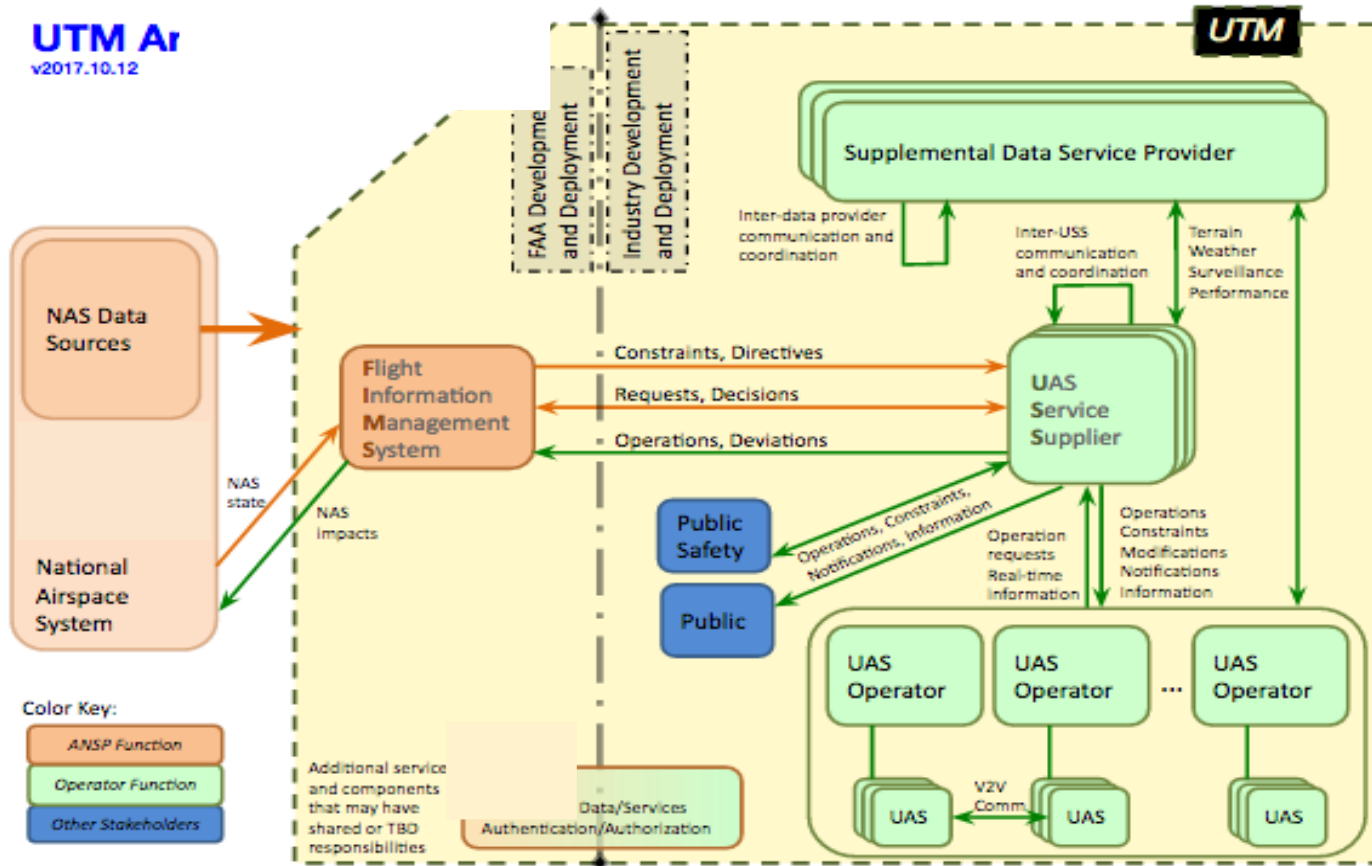 UTM Ar
v2017.10.12
UTM
FAA Developme
and Deployment
Industry Development
and Deployment
Supplemental Data Service Provider
Inter-data provider
communication and
coordination
Inter-USS
communication
and coordination
Terrain
Weather
Surveillance
Performance
NAS Data
Sources
Flight
Information
Management
System
Constraints, Directives
Requests, Decisions
Operations, Deviations
UAS
Service
Supplier
NAS
state
NAS
impacts
National
Airspace
System
Public
Safety
Public
Operations, Constraints,
Notifications, Information
Operation
requests
Real-time
information
Operations
Constraints
Modifications
Notifications
Information
UAS
Operator
UAS
Operator
...
UAS
Operator
UAS
V2V
Comm.
UAS
UAS
Color Key:
ANSP Function
Operator Function
Other Stakeholders
Additional service
and components
that may have
shared or TBD
responsibilities
Data/Services
Authentication/Authorization